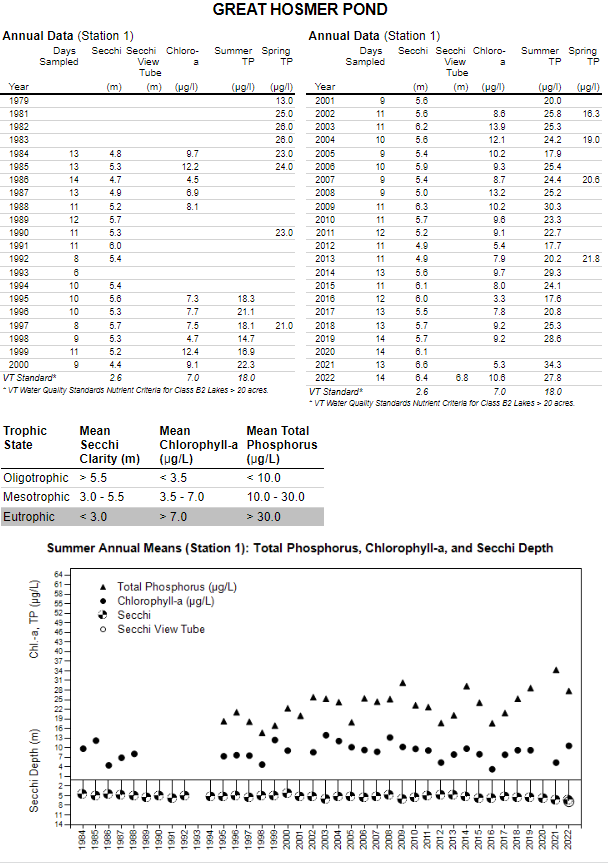 GREAT HOSMER POND
Annual Data (Station 1)
Days Sampled Secchi Secchi View Tube Chloro-a Summer TP Spring TP
Year (m) (m) (µg/l) (µg/l) (µg/l)
1979 13.0
1981 25.0
1982 26.0
1983 26.0
1984 13 4.8 9.7 23.0
1985 13 5.3 12.2 24.0
1986 14 4.7 4.5
1987 13 4.9 6.9
1988 11 5.2 8.1
1989 12 5.7
1990 11 5.3 23.0
1991 11 6.0
1992 8 5.4
1993 6
1994 10 5.4
1995 10 5.6 7.3 18.3
1996 10 5.3 7.7 21.1
1997 8 5.7 7.5 18.1 21.0
1998 9 5.3 4.7 14.7
1999 11 5.2 12.4 16.9
2000 9 4.4 9.1 22.3
VT Standard* 2.6 7.0 18.0
* VT Water Quality Standards Nutrient Criteria for Class B2 Lakes > 20 acres.
Annual Data (Station 1)
Days Sampled Secchi Secchi View Tube Chloro-a Summer TP Spring TP
Year (m) (m) (µg/l) (µg/l) (µg/l)
2001 9 5.6 20.0
2002 11 5.6 8.6 25.8 16.3
2003 11 6.2 13.9 25.3
2004 10 5.6 12.1 24.2 19.0
2005 9 5.4 10.2 17.9
2006 10 5.9 9.3 25.4
2007 9 5.4 8.7 24.4 20.6
2008 9 5.0 13.2 25.2
2009 11 6.3 10.2 30.3
2010 11 5.7 9.6 23.3
2011 12 5.2 9.1 22.7
2012 11 4.9 5.4 17.7
2013 11 4.9 7.9 20.2 21.8
2014 13 5.6 9.7 29.3
2015 11 6.1 8.0 24.1
2016 12 6.0 3.3 17.6
2017 13 5.5 7.8 20.8
2018 13 5.7 9.2 25.3
2019 14 5.7 9.2 28.6
2020 14 6.1
2021 13 6.6 5.3 34.3
2022 14 6.4 6.8 10.6 27.8
VT Standard* 2.6 7.0 18.0
* VT Water Quality Standards Nutrient Criteria for Class B2 Lakes > 20 acres.
Trophic State Mean Secchi Clarity (m) Mean Chlorophyll-a (µg/L) Mean Total Phosphorus (µg/L)
Oligotrophic > 5.5 < 3.5 < 10.0
Mesotrophic 3.0 - 5.5 3.5 - 7.0 10.0 - 30.0
Eutrophic < 3.0 > 7.0 > 30.0
Summer Annual Means (Station 1): Total Phosphorus, Chlorophyll-a, and Secchi Depth
Chl.-a, TP (µg/L)
64
61
58
55
52
49
46
43
40
37
34
31
28
25
22
19
16
13
10
7
4
1
Total Phosphorus (µg/L)
Chlorophyll-a (µg/L)
Secchi
Secchi View Tube
Secchi Depth (m)
2
5
8
11
14
1984 1985 1986 1987 1988 1989 1990 1991 1992 1993 1994 1995 1996 1997 1998 1999 2000 2001 2002 2003 2004 2005 2006 2007 2008 2009 2010 2011 2012 2013 2014 2015 2016 2017 2018 2019 2020 2021 2022